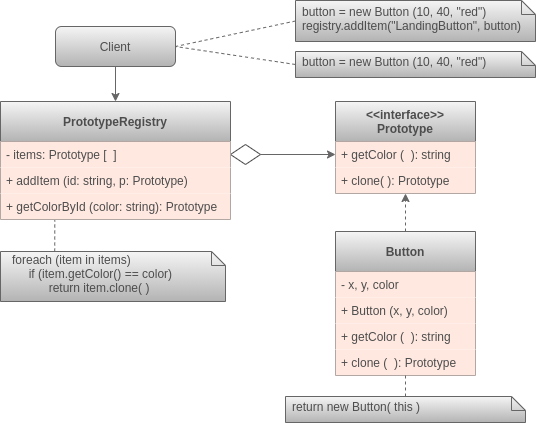 button = new Button (10, 40, "red")
registry.addItem("LandingButton", button)
Client
button = new Button (10, 40, "red")
PrototypeRegistry
- items: Prototype [  ]
+ addItem (id: string, p: Prototype)
+ getColorById (color: string): Prototype
<<interface>>
Prototype
+ getColor (  ): string
+ clone( ): Prototype
foreach (item in items)
if (item.getColor() == color)
return item.clone( )
Button
- x, y, color
+ Button (x, y, color)
+ getColor (  ): string
+ clone (  ): Prototype
return new Button( this )